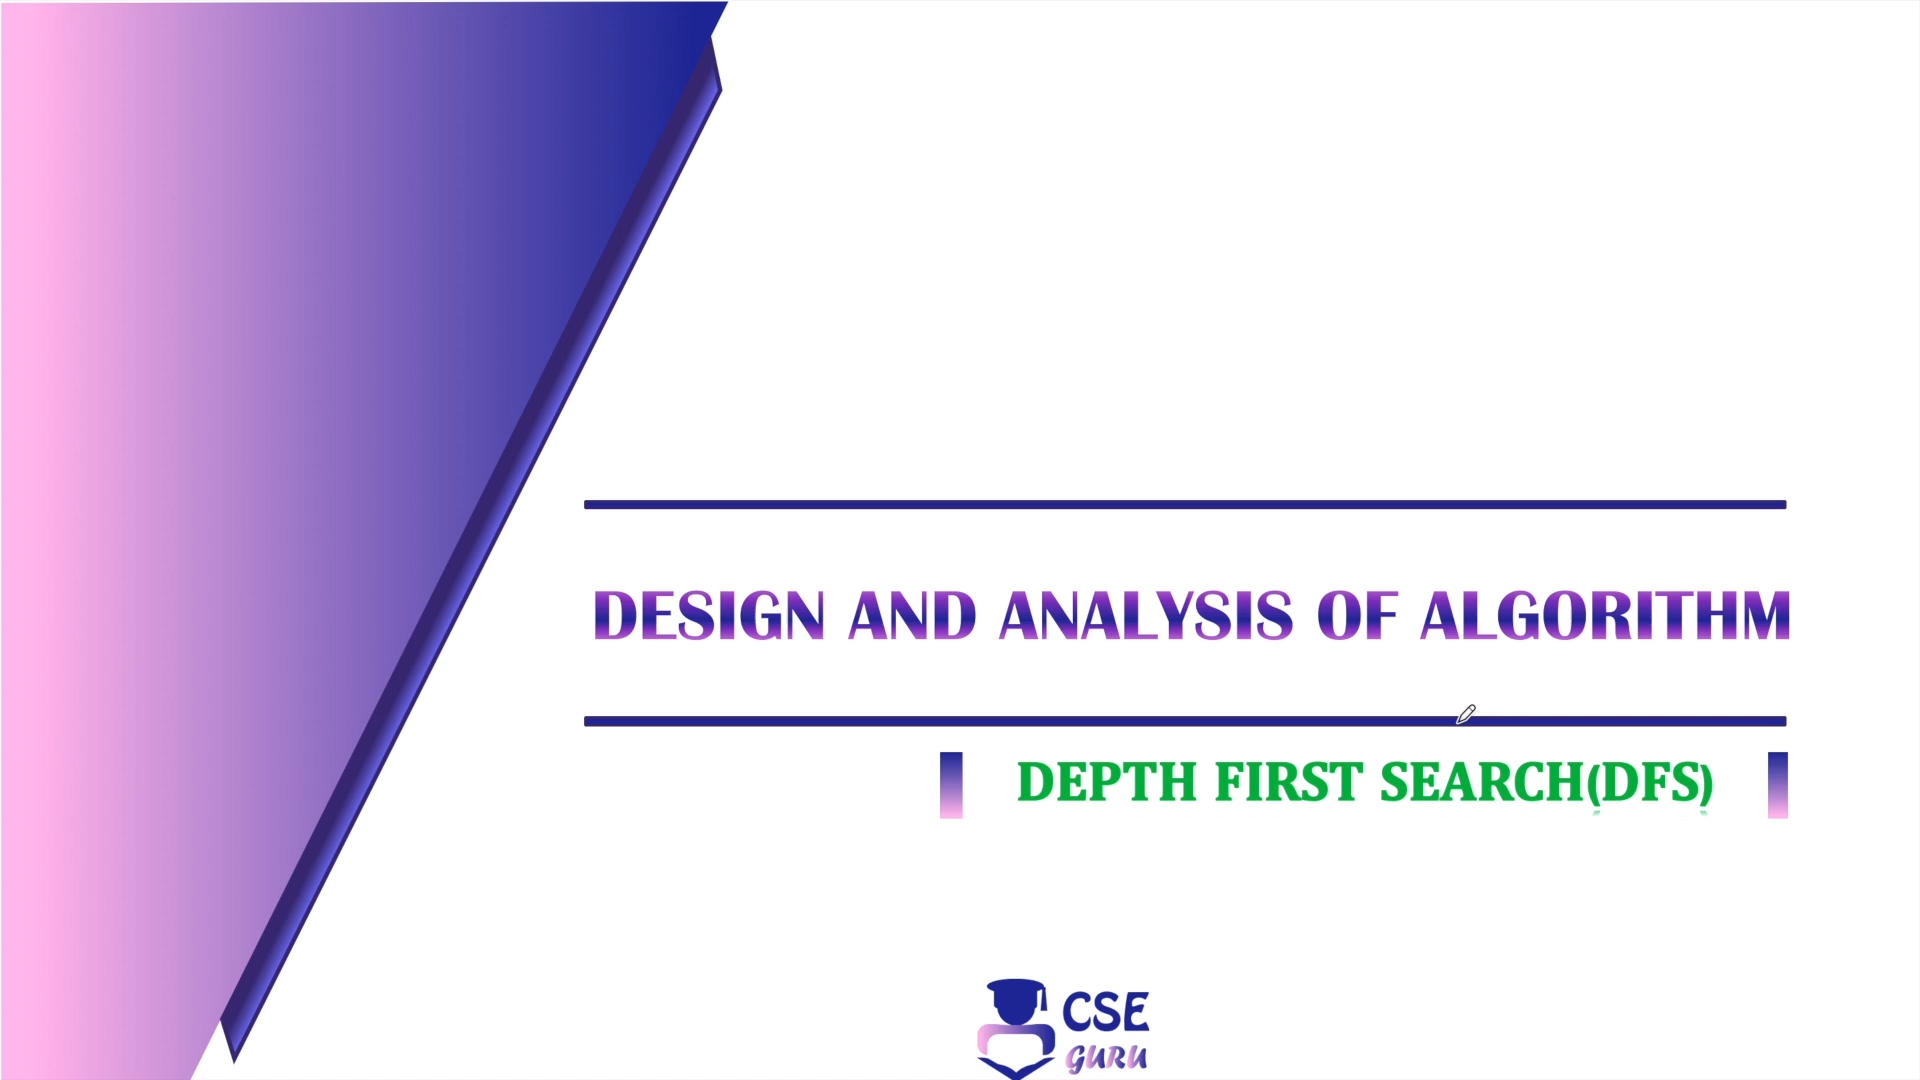 DESIGN AND ANALYSIS OF ALGORITHM
DEPTH FIRST SEARCH(DFS)
CSE
GURU